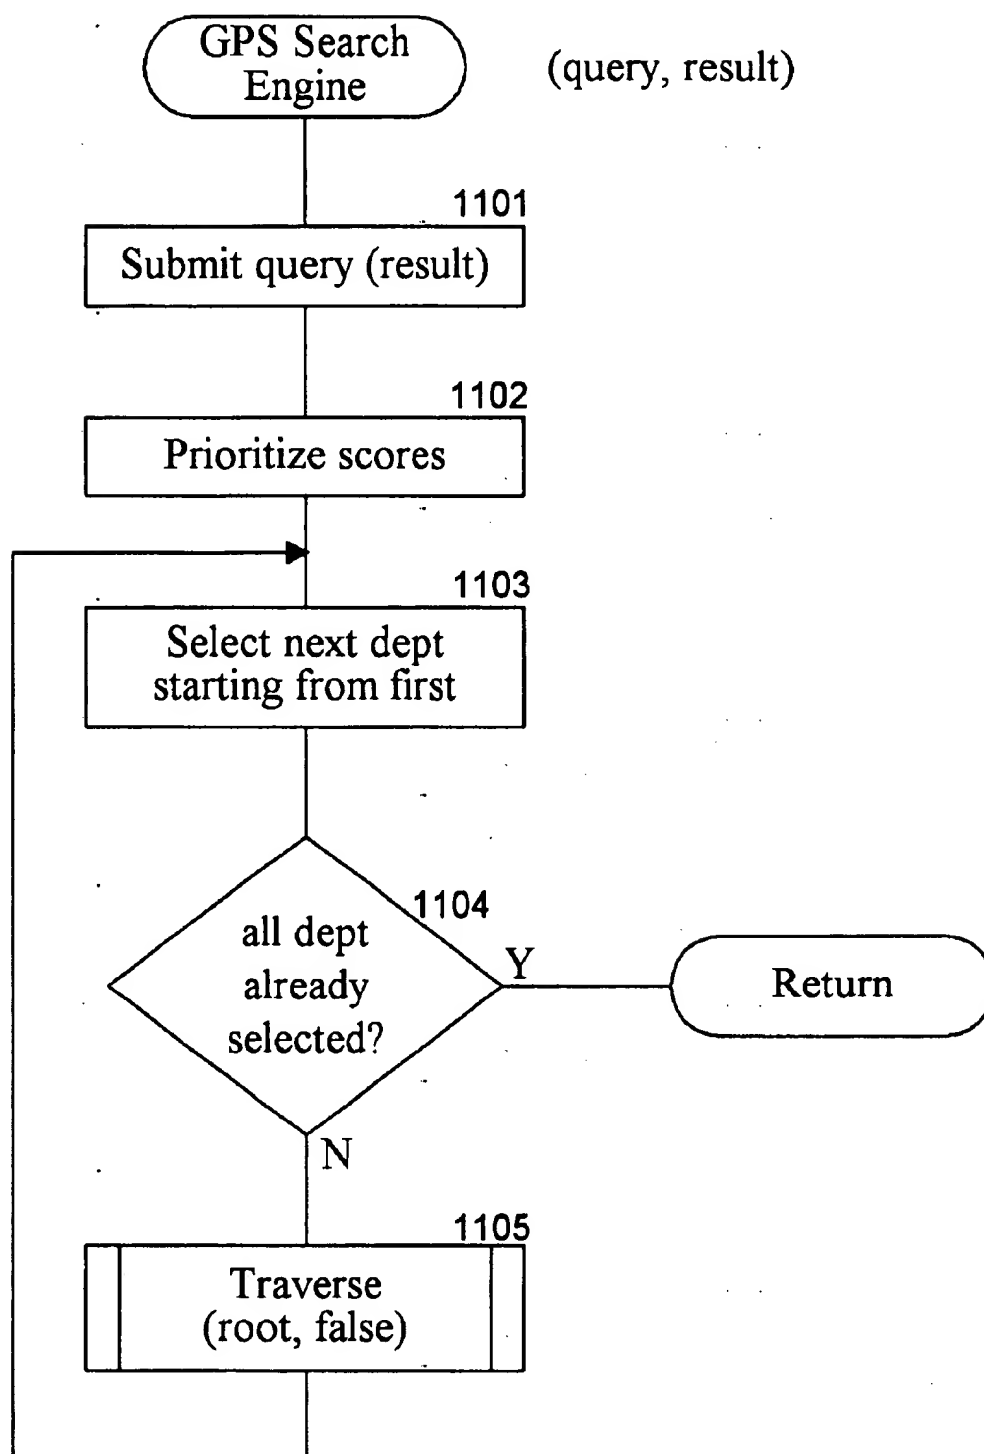 GPS Search
Engine
(query, result)
1101
Submit query (result)
1102
Prioritize scores
1103
Select next dept
starting from first
1104
all dept
already
selected?
Y
Return
N
1105
Traverse
(root, false)